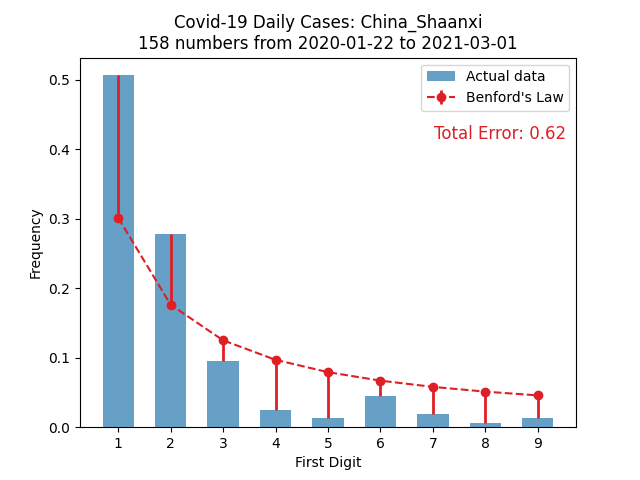 Covid-19 Daily Cases: China_Shaanxi
158 numbers from 2020-01-22 to 2021-03-01
Actual data
Benford's Law
Total Error: 0.62
Frequency
0.5
0.4
0.3
0.2
0.1
0.0
1 2 3 4 5 6 7 8 9
First Digit